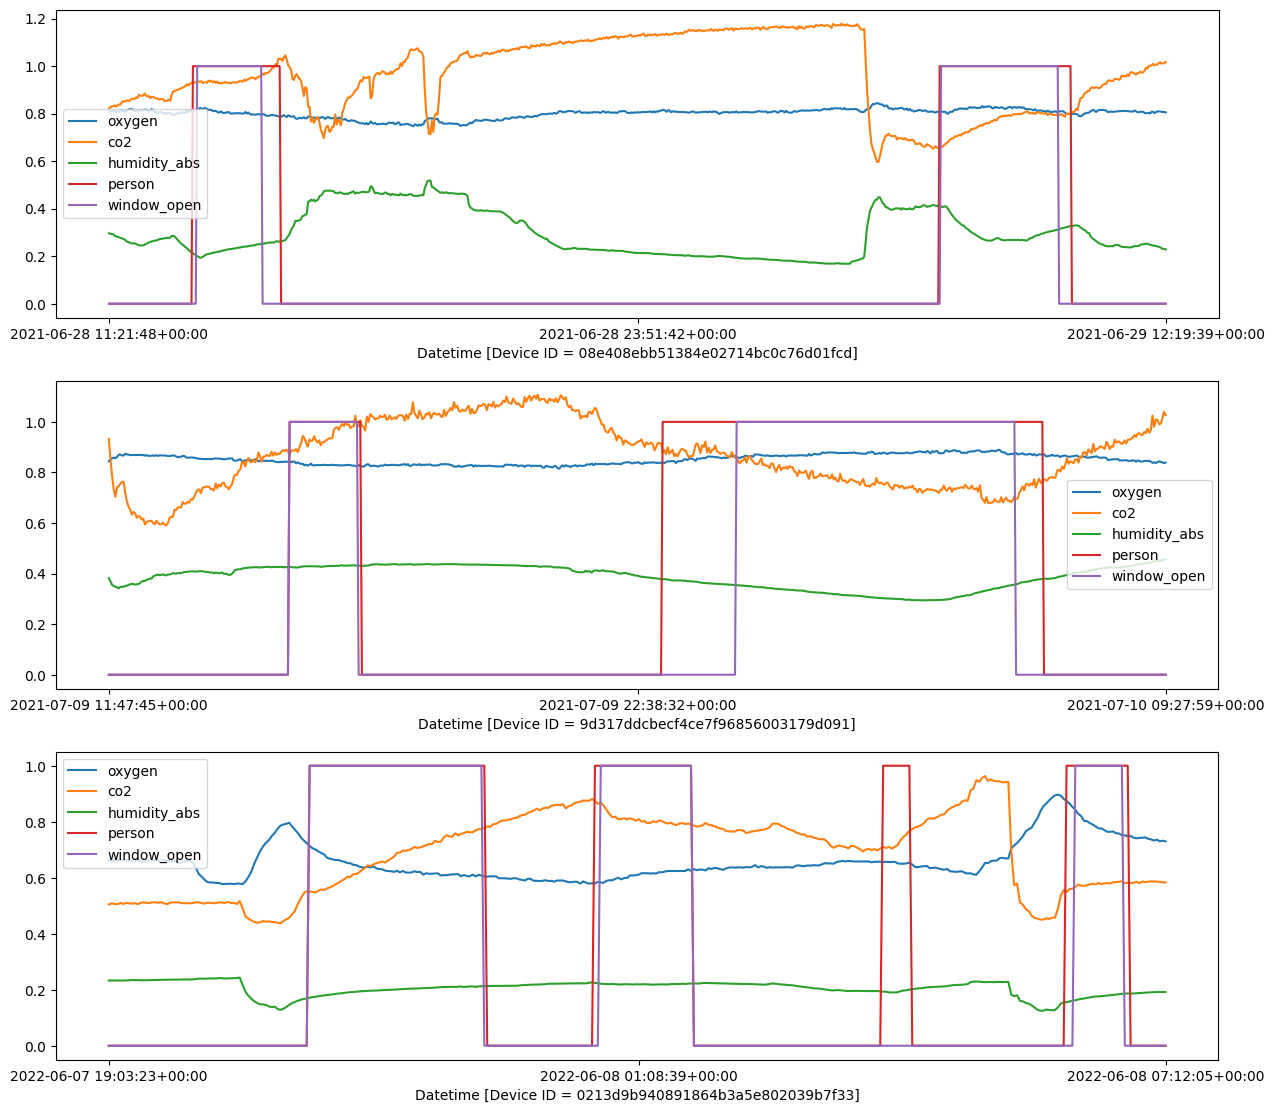 1.2
1.0
0.8
0.6
0.4
0.2
0.0
oxygen
co2
humidity_abs
person
window_open
2021-06-28 11:21:48+00:00 2021-06-28 23:51:42+00:00 2021-06-29 12:19:39+00:00
Datetime [Device ID = 08e408ebb51384e02714bc0c76d01fcd]
1.0
0.8
0.6
0.4
0.2
0.0
oxygen
co2
humidity_abs
person
window_open
2021-07-09 11:47:45+00:00 2021-07-09 22:38:32+00:00 2021-07-10 09:27:59+00:00
Datetime [Device ID = 9d317ddcbecf4ce7f96856003179d091]
1.0
0.8
0.6
0.4
0.2
0.0
oxygen
co2
humidity_abs
person
window_open
2022-06-07 19:03:23+00:00 2022-06-08 01:08:39+00:00 2022-06-08 07:12:05+00:00
Datetime [Device ID = 0213d9b940891864b3a5e802039b7f33]